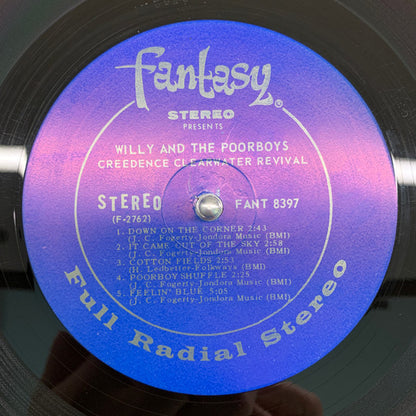 fantasy®
STEREO
PRESENTS
WILLY AND THE POORBOYS
CREEDENCE CLEARWATER REVIVAL
STEREO
(F-2762)
FANT 8397
1. DOWN ON THE CORNER 2:43
(J. C. Fogerty-Jondora Music (BMI)
2. IT CAME OUT OF THE SKY 2:58
(J. C. Fogerty-Jondora Music (BMI)
3. COTTON FIELDS 2:53
(H. Ledbetter-Folkways (BMI)
4. POORBOY SHUFFLE 2:25
(J. C. Fogerty-Jondora Music (BMI)
5. FEELIN' BLUE 5:05
(J. C. Fogerty-Jondora Music (BMI)
Full Radial Stereo